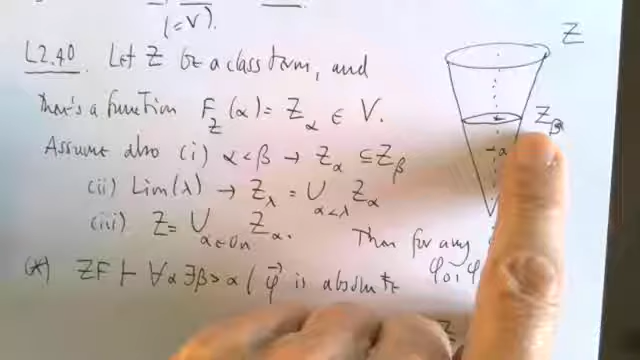 (=V).
L2.40. Let Z be a class term, and
there's a function F_Z(α) = Z_α ∈ V.
Assume also (i) α<β → Z_α ⊆ Z_β
(ii) Lim(λ) → Z_λ = ∪_{α<λ} Z_α
(iii) Z = ∪_{α∈On} Z_α. Then for any
φ₀, φ
(*) ZF ⊢ ∀α∃β>α ( φ⃗ is absolute
Z
Z_β
α
Z